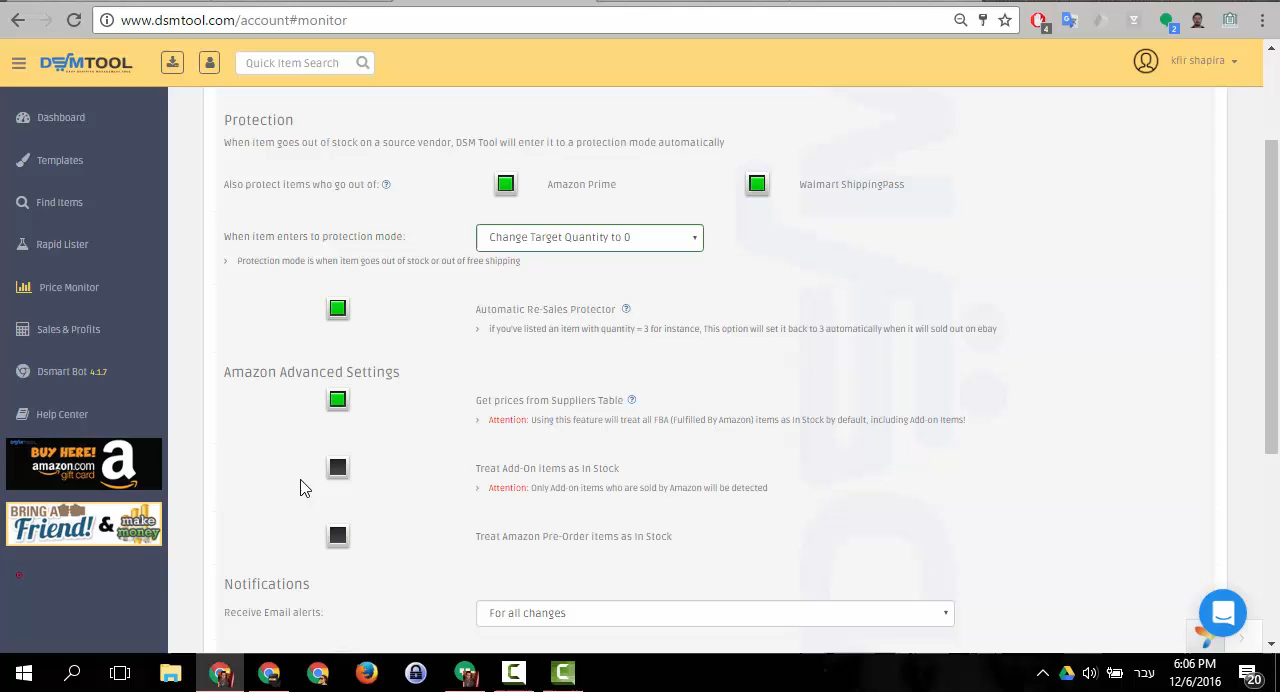 www.dsmtool.com/account#monitor
4
2
DSMTOOL
Quick Item Search
kfir shapira
Dashboard
Templates
Find Items
Rapid Lister
Price Monitor
Sales & Profits
Dsmart Bot 4.1.7
Help Center
BUY HERE!
amazon.com
gift card
a
BRING A
Friend! & make
money
Protection
When item goes out of stock on a source vendor, DSM Tool will enter it to a protection mode automatically
Also protect items who go out of: ?
Amazon Prime
Walmart ShippingPass
When item enters to protection mode:
Change Target Quantity to 0
Protection mode is when item goes out of stock or out of free shipping
Automatic Re-Sales Protector ?
if you've listed an item with quantity = 3 for instance, This option will set it back to 3 automatically when it will sold out on ebay
Amazon Advanced Settings
Get prices from Suppliers Table ?
Attention: Using this feature will treat all FBA (Fulfilled By Amazon) items as In Stock by default, including Add-on Items!
Treat Add-On items as In Stock
Attention: Only Add-on items who are sold by Amazon will be detected
Treat Amazon Pre-Order items as In Stock
Notifications
Receive Email alerts:
For all changes
עבר
6:06 PM
12/6/2016
20